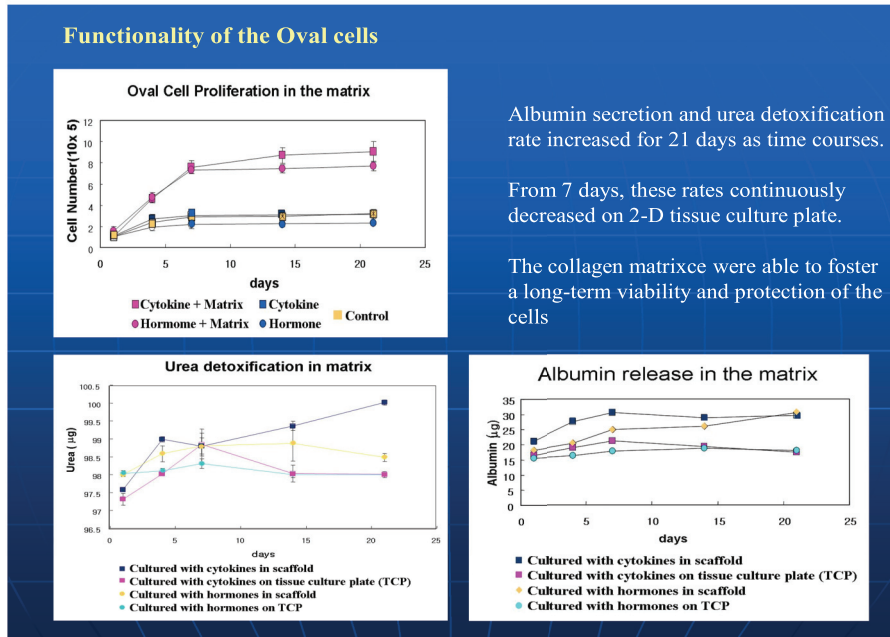 Functionality of the Oval cells
Oval Cell Proliferation in the matrix
Cell Number(10x 5)
12
10
8
6
4
2
0
0 5 10 15 20 25
days
Cytokine + Matrix Cytokine
Hormome + Matrix Hormone Control
Albumin secretion and urea detoxification
rate increased for 21 days as time courses.
From 7 days, these rates continuously
decreased on 2-D tissue culture plate.
The collagen matrixce were able to foster
a long-term viability and protection of the
cells
Urea detoxification in matrix
Urea ( µg)
100.5
100
99.5
99
98.5
98
97.5
97
96.5
0 5 10 15 20 25
days
Cultured with cytokines in scaffold
Cultured with cytokines on tissue culture plate (TCP)
Cultured with hormones in scaffold
Cultured with hormones on TCP
Albumin release in the matrix
Albumin (µg)
35
30
25
20
15
10
5
0
0 5 10 15 20 25
days
Cultured with cytokines in scaffold
Cultured with cytokines on tissue culture plate (TCP)
Cultured with hormones in scaffold
Cultured with hormones on TCP